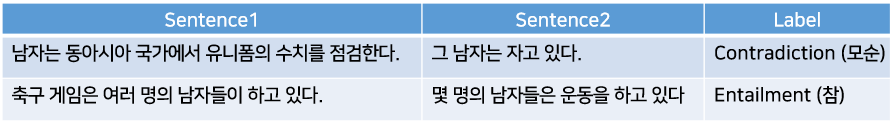 Sentence1 Sentence2 Label
남자는 동아시아 국가에서 유니폼의 수치를 점검한다. 그 남자는 자고 있다. Contradiction (모순)
축구 게임은 여러 명의 남자들이 하고 있다. 몇 명의 남자들은 운동을 하고 있다 Entailment (참)